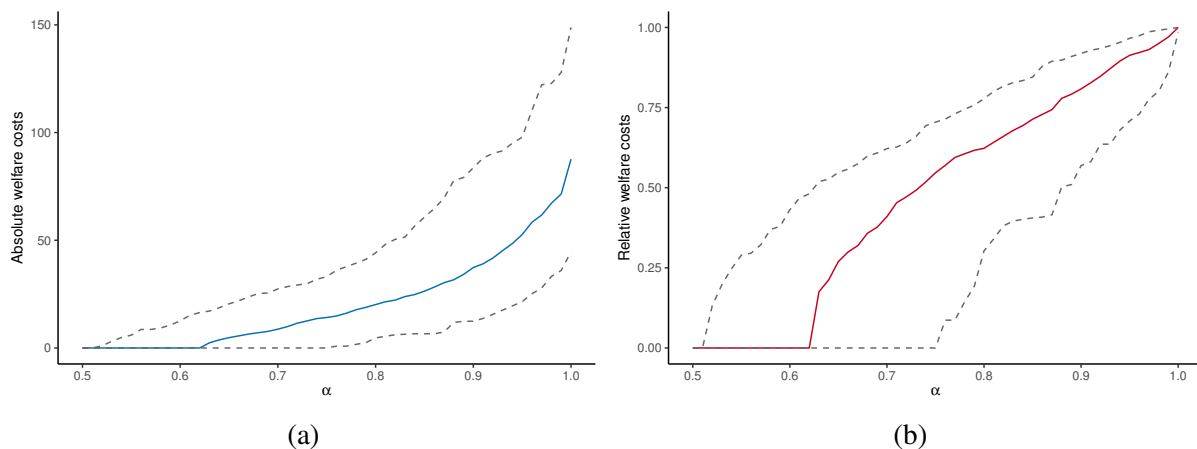 150
100
50
0
Absolute welfare costs
0.5 0.6 0.7 0.8 0.9 1.0
α
(a)
1.00
0.75
0.50
0.25
0.00
Relative welfare costs
0.5 0.6 0.7 0.8 0.9 1.0
α
(b)